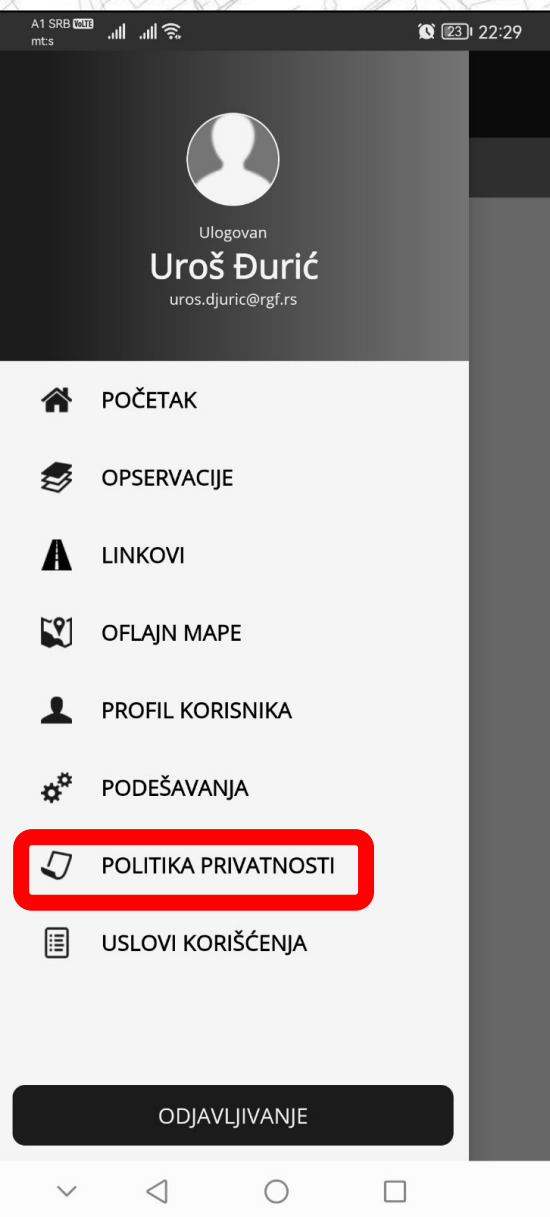 A1 SRB VoLTE
mt:s
23
22:29
Ulogovan
Uroš Đurić
uros.djuric@rgf.rs
POČETAK
OPSERVACIJE
LINKOVI
OFLAJN MAPE
PROFIL KORISNIKA
PODEŠAVANJA
POLITIKA PRIVATNOSTI
USLOVI KORIŠĆENJA
ODJAVLJIVANJE